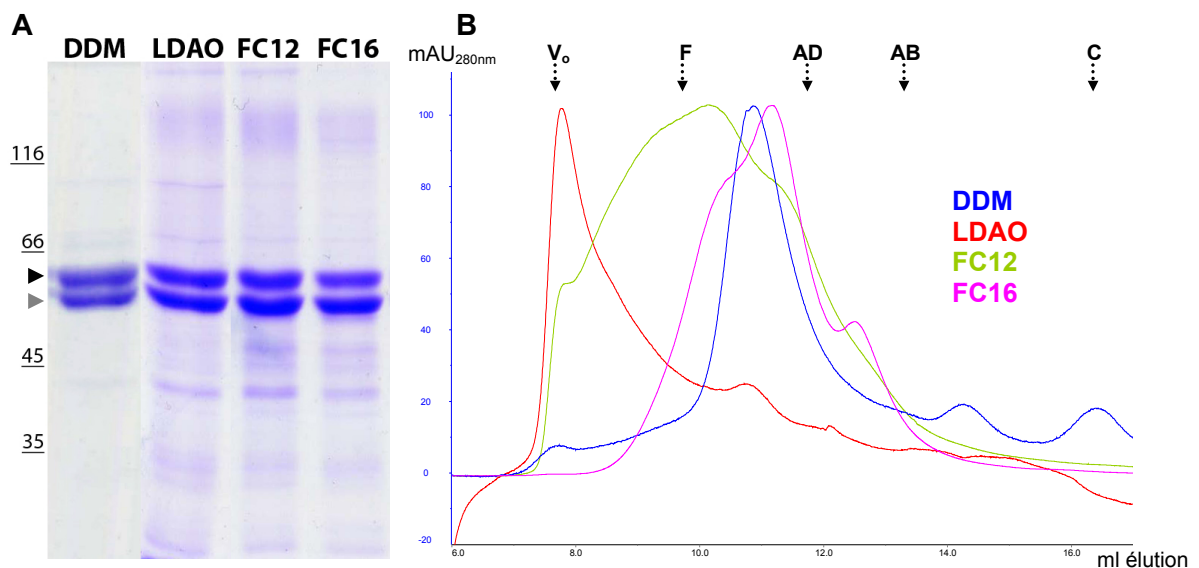 A
DDM LDAO FC12 FC16
116
66
45
35
B
mAU280nm
Vo F AD AB C
100
80
60
40
20
0
-20
6.0 8.0 10.0 12.0 14.0 16.0
ml élution
DDM
LDAO
FC12
FC16